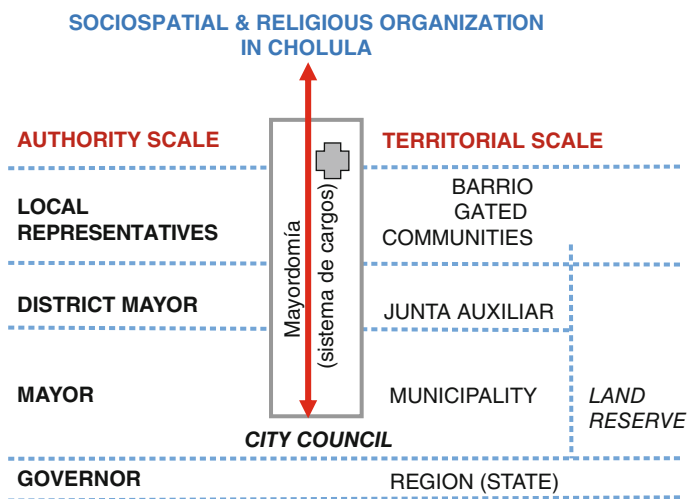 SOCIOSPATIAL & RELIGIOUS ORGANIZATION
IN CHOLULA
AUTHORITY SCALE
TERRITORIAL SCALE
LOCAL
REPRESENTATIVES
BARRIO
GATED
COMMUNITIES
Mayordomía
(sistema de cargos)
DISTRICT MAYOR
JUNTA AUXILIAR
MAYOR
MUNICIPALITY
LAND
RESERVE
CITY COUNCIL
GOVERNOR
REGION (STATE)